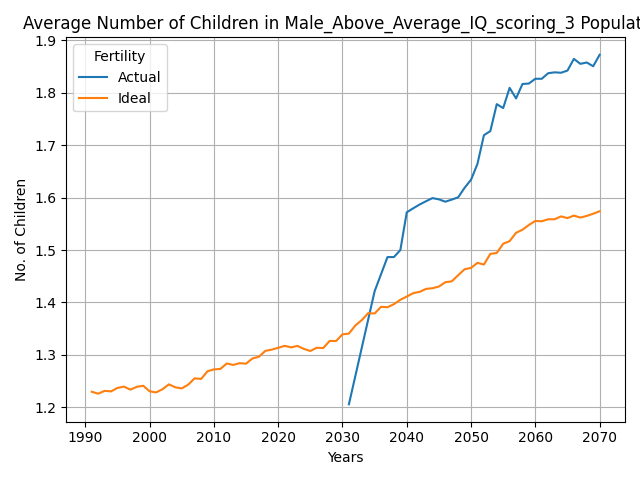 Average Number of Children in Male_Above_Average_IQ_scoring_3 Populat
Fertility
Actual
Ideal
No. of Children
1.9
1.8
1.7
1.6
1.5
1.4
1.3
1.2
1990 2000 2010 2020 2030 2040 2050 2060 2070
Years